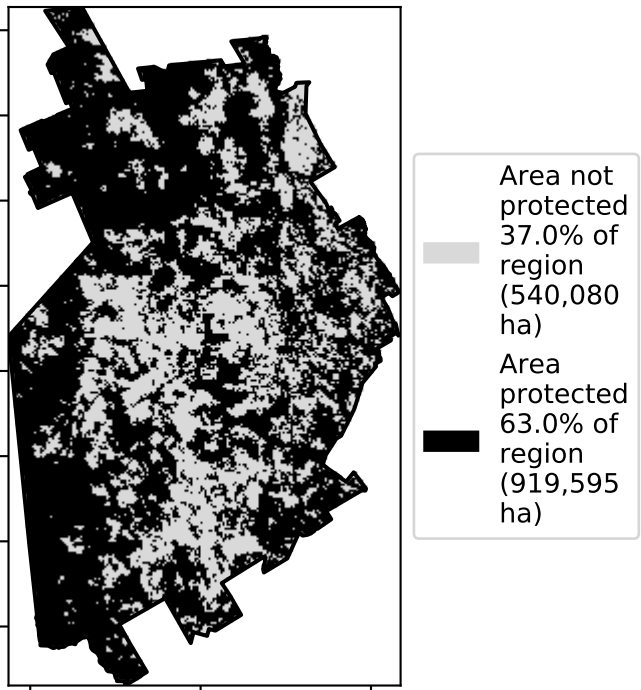 Area not
protected
37.0% of
region
(540,080
ha)
Area
protected
63.0% of
region
(919,595
ha)